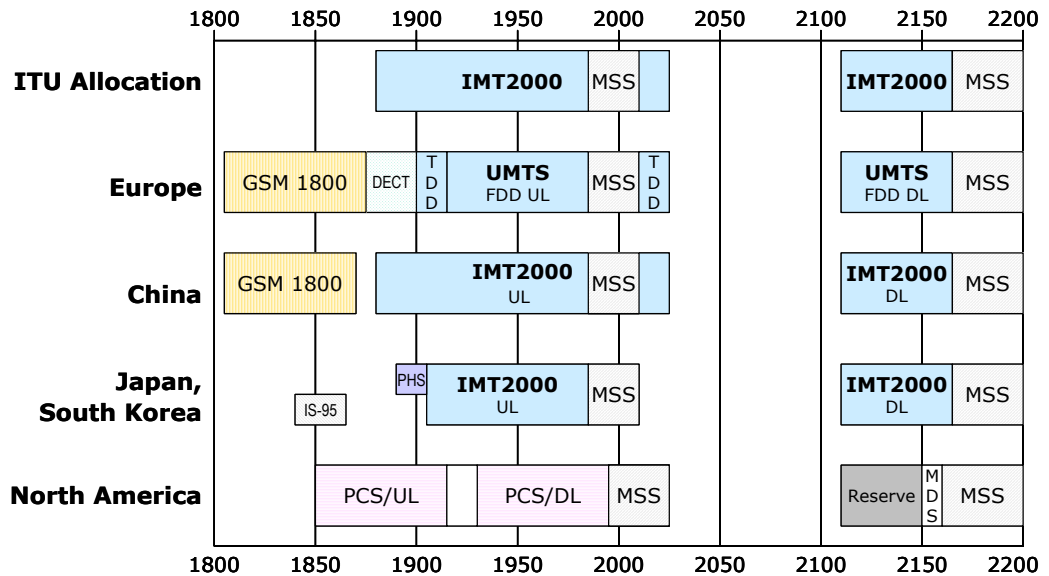 1800 1850 1900 1950 2000 2050 2100 2150 2200
ITU Allocation IMT2000 MSS IMT2000 MSS
Europe GSM 1800 DECT TDD UMTS FDD UL MSS TDD UMTS FDD DL MSS
China GSM 1800 IMT2000 UL MSS IMT2000 DL MSS
Japan,
South Korea IS-95 PHS IMT2000 UL MSS IMT2000 DL MSS
North America PCS/UL PCS/DL MSS Reserve MDS MSS
1800 1850 1900 1950 2000 2050 2100 2150 2200